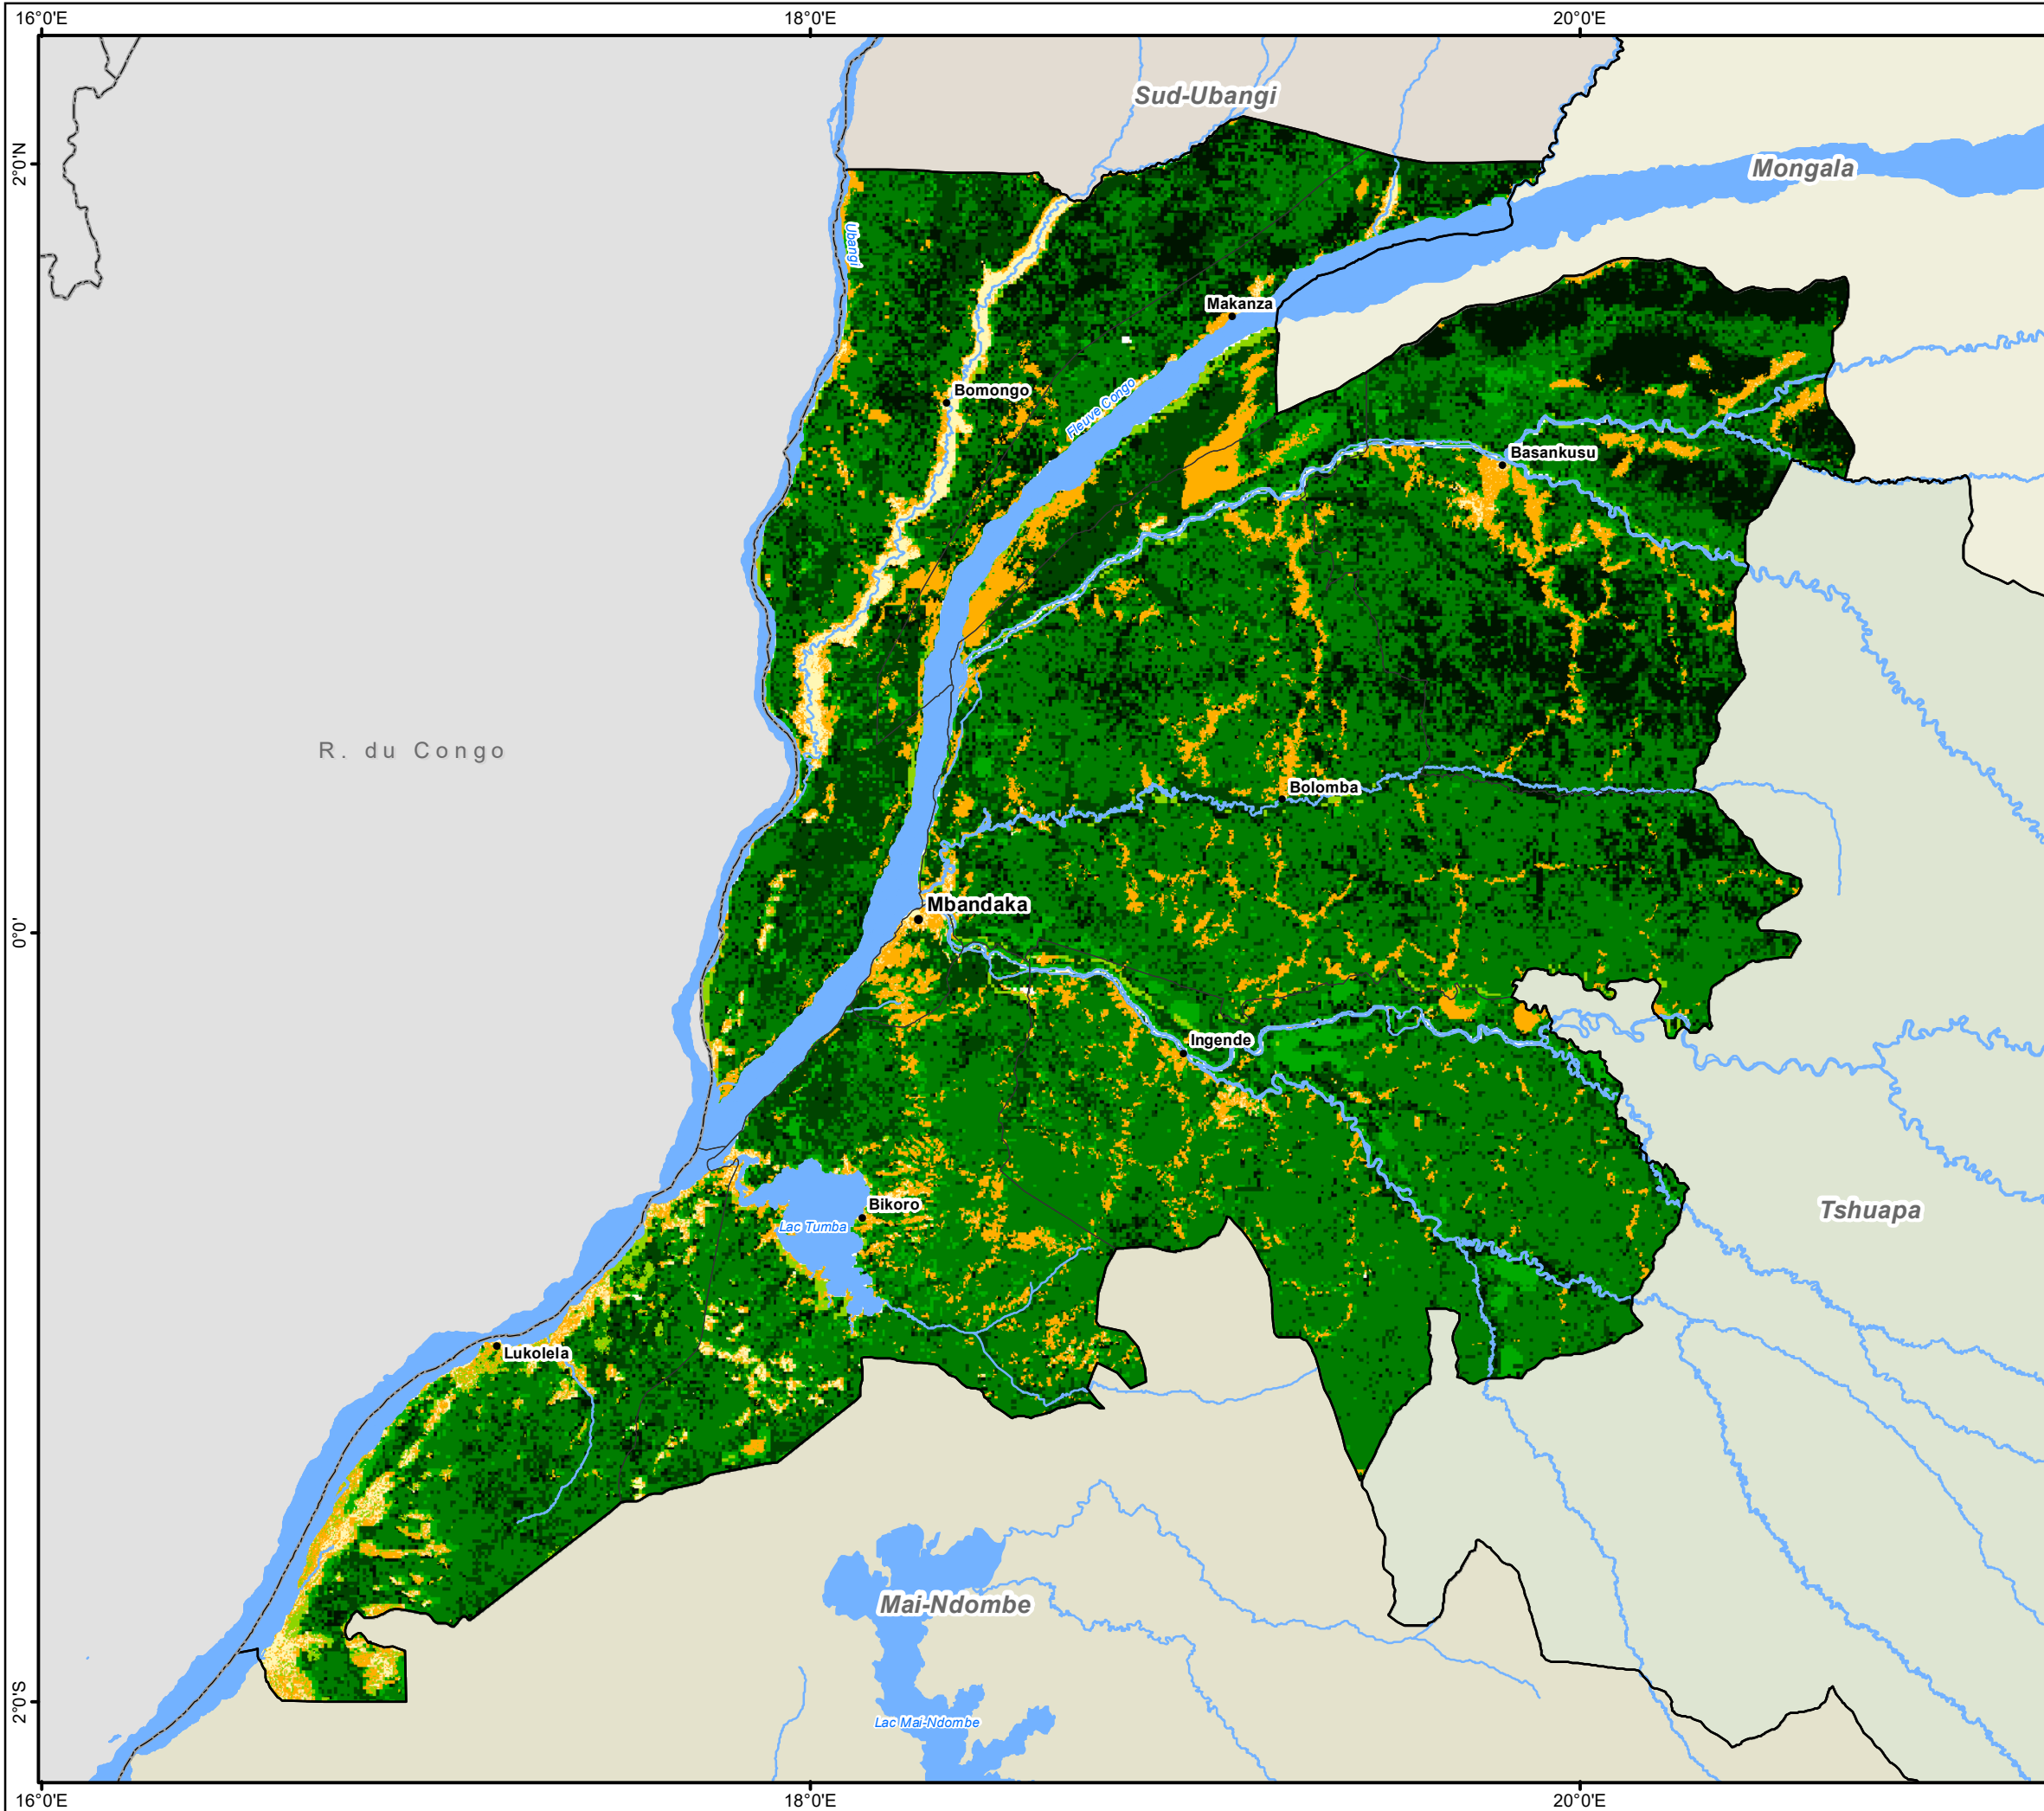 16°0'E
18°0'E
20°0'E
Sud-Ubangi
2°0'N
Mongala
Ubangi
Makanza
Bomongo
Fleuve Congo
Basankusu
R. du Congo
Bolomba
Mbandaka
0°0'
Ingende
Bikoro
Tshuapa
Lac Tumba
Lukolela
Mai-Ndombe
2°0'S
Lac Mai-Ndombe
16°0'E
18°0'E
20°0'E